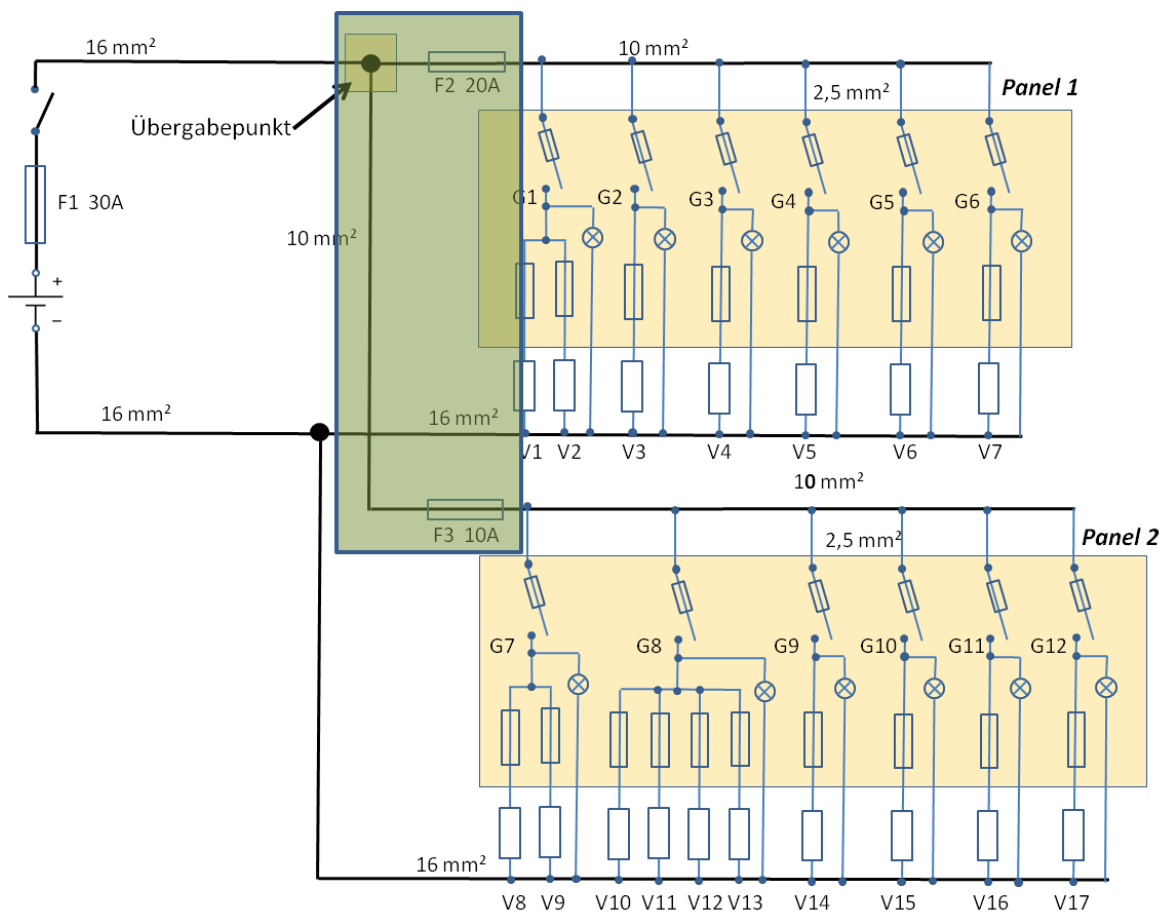 16 mm²
10 mm²
F2 20A
Panel 1
2,5 mm²
Übergabepunkt
F1 30A
G1 G2 G3 G4 G5 G6
10 mm²
+
−
16 mm²
16 mm²
V1 V2 V3 V4 V5 V6 V7
10 mm²
F3 10A
2,5 mm²
Panel 2
G7 G8 G9 G10 G11 G12
16 mm²
V8 V9 V10 V11 V12 V13 V14 V15 V16 V17